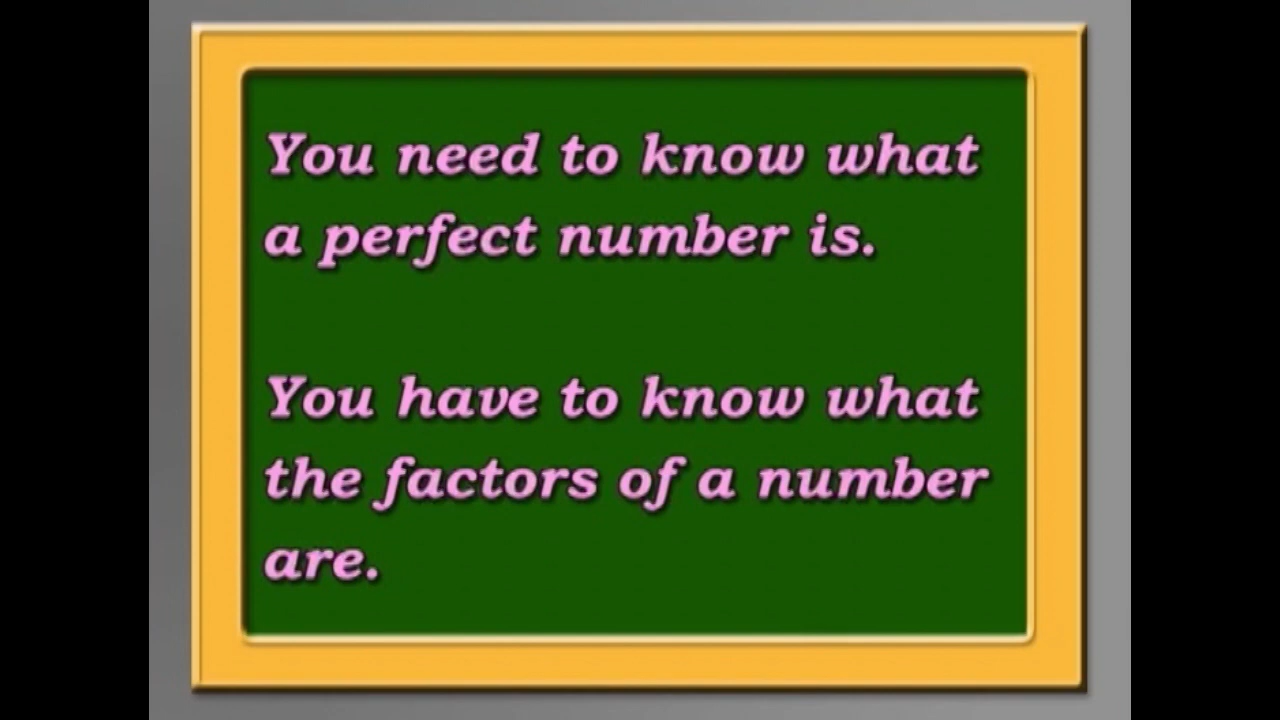 You need to know what
a perfect number is.
You have to know what
the factors of a number
are.